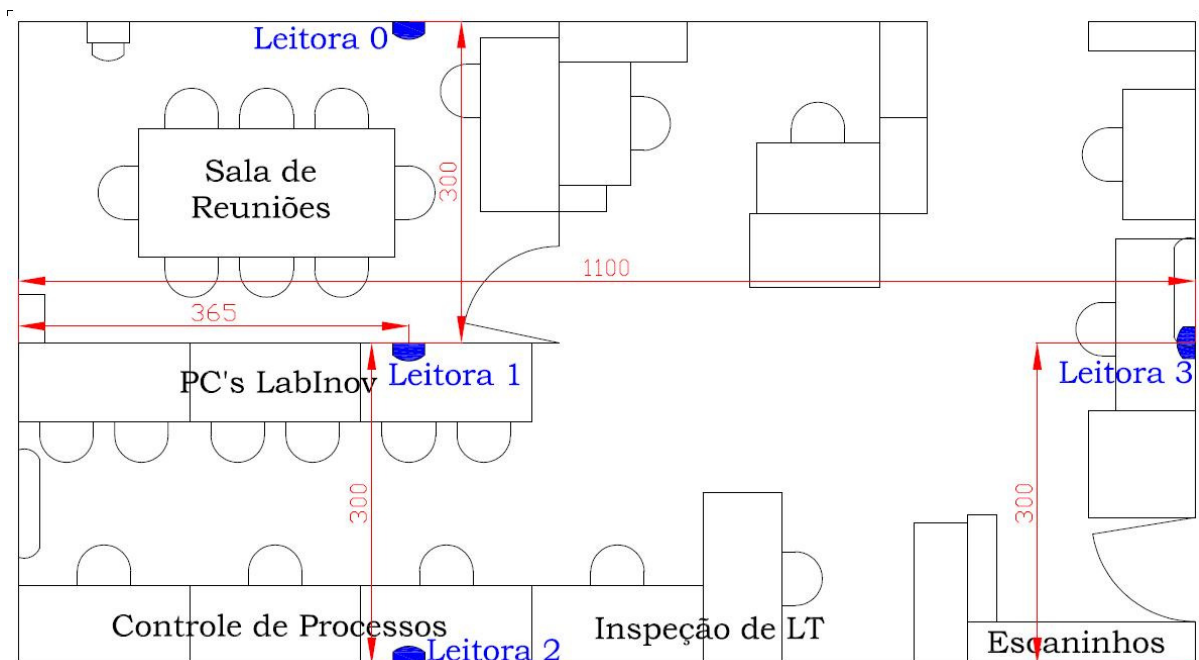 Leitora 0
Sala de
Reuniões
300
1100
365
PC's LabInov
Leitora 1
Leitora 3
300
300
Controle de Processos
Leitora 2
Inspeção de LT
Escaninhos